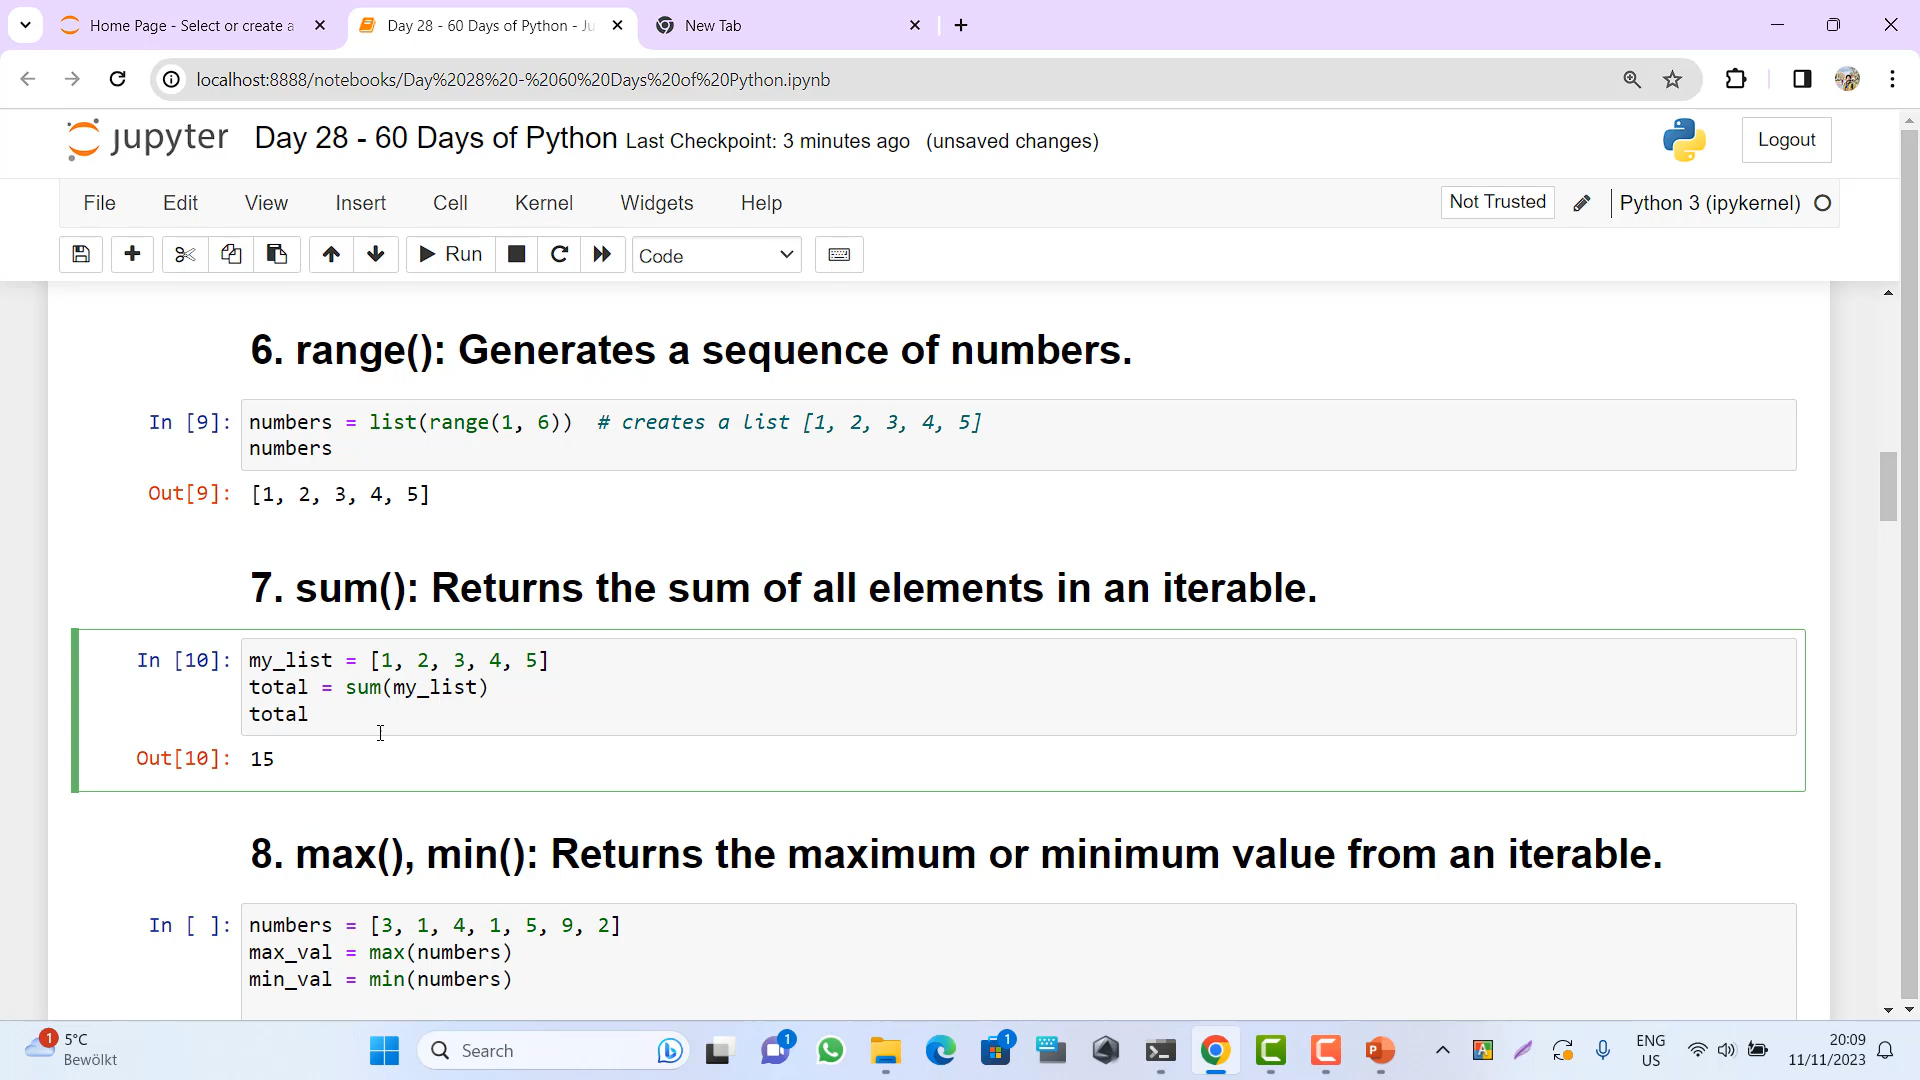 Home Page - Select or create a
Day 28 - 60 Days of Python - Ju
New Tab
localhost:8888/notebooks/Day%2028%20-%2060%20Days%20of%20Python.ipynb
jupyter Day 28 - 60 Days of Python Last Checkpoint: 3 minutes ago (unsaved changes)
Logout
File Edit View Insert Cell Kernel Widgets Help
Not Trusted
Python 3 (ipykernel)
Run
Code
6. range(): Generates a sequence of numbers.
In [9]: numbers = list(range(1, 6))  # creates a list [1, 2, 3, 4, 5]
numbers
Out[9]: [1, 2, 3, 4, 5]
7. sum(): Returns the sum of all elements in an iterable.
In [10]: my_list = [1, 2, 3, 4, 5]
total = sum(my_list)
total
Out[10]: 15
8. max(), min(): Returns the maximum or minimum value from an iterable.
In [ ]: numbers = [3, 1, 4, 1, 5, 9, 2]
max_val = max(numbers)
min_val = min(numbers)
1
5°C
Bewölkt
Search
1
1
ENG
US
20:09
11/11/2023